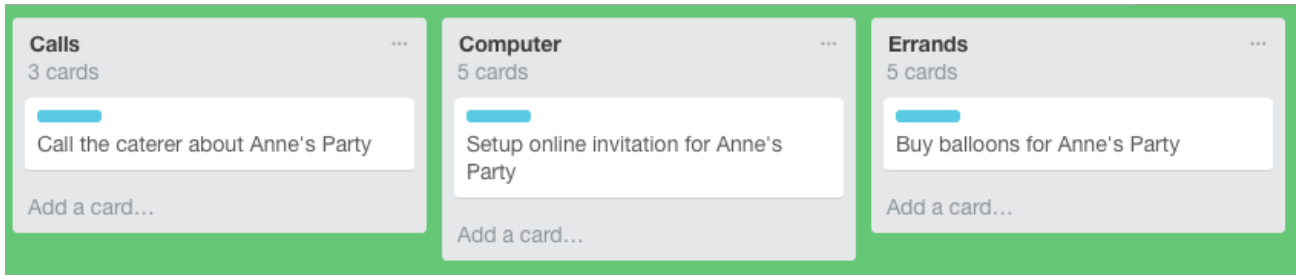 Calls
3 cards
Call the caterer about Anne's Party
Add a card…
Computer
5 cards
Setup online invitation for Anne's
Party
Add a card…
Errands
5 cards
Buy balloons for Anne's Party
Add a card…